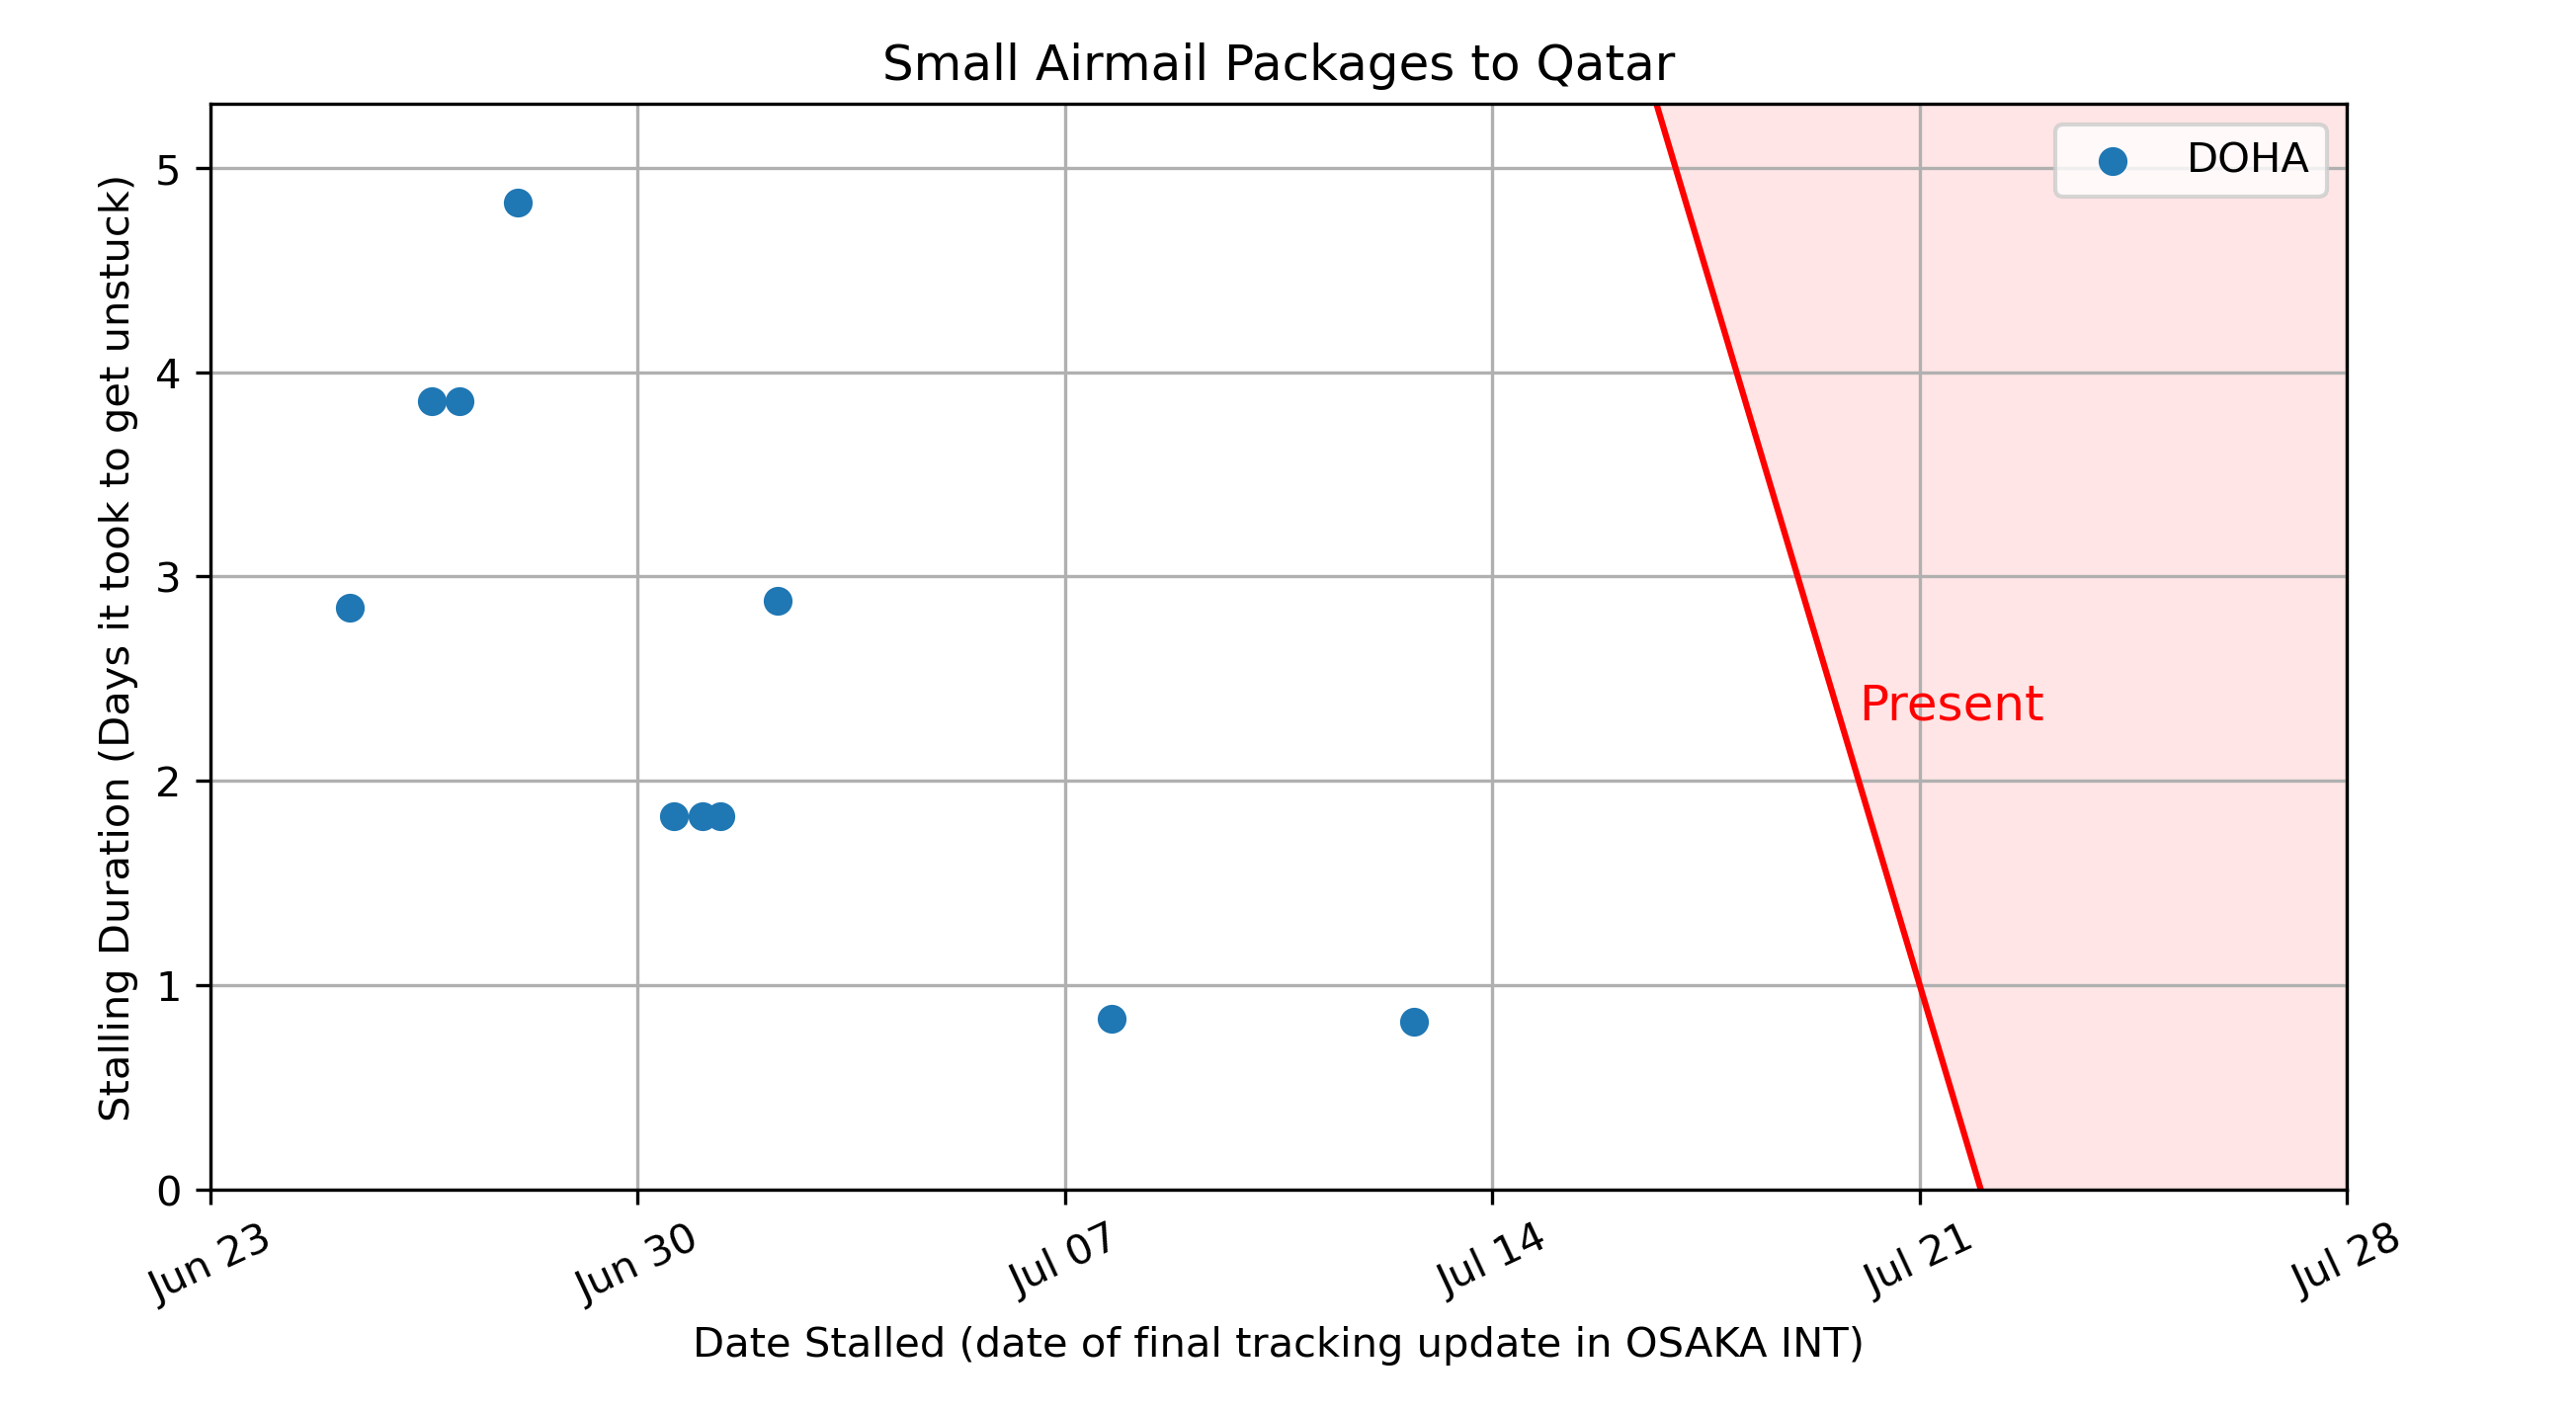 Small Airmail Packages to Qatar
DOHA
Stalling Duration (Days it took to get unstuck)
5
4
3
2
1
0
Present
Jun 23
Jun 30
Jul 07
Jul 14
Jul 21
Jul 28
Date Stalled (date of final tracking update in OSAKA INT)